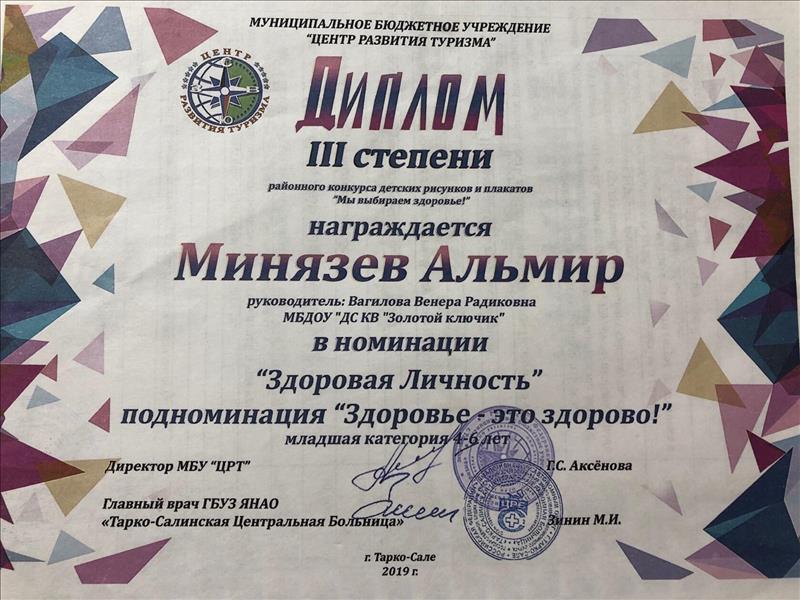 МУНИЦИПАЛЬНОЕ БЮДЖЕТНОЕ УЧРЕЖДЕНИЕ
"ЦЕНТР РАЗВИТИЯ ТУРИЗМА"
ЦЕНТР
РАЗВИТИЯ ТУРИЗМА
ДИПЛОМ
III степени
районного конкурса детских рисунков и плакатов
"Мы выбираем здоровье!"
награждается
Минязев Альмир
руководитель: Вагилова Венера Радиковна
МБДОУ "ДС КВ "Золотой ключик"
в номинации
"Здоровая Личность"
подноминация "Здоровье - это здорово!"
младшая категория 4-6 лет
Директор МБУ "ЦРТ" Г.С. Аксёнова
Главный врач ГБУЗ ЯНАО
«Тарко-Салинская Центральная Больница» Зинин М.И.
г. Тарко-Сале
2019 г.